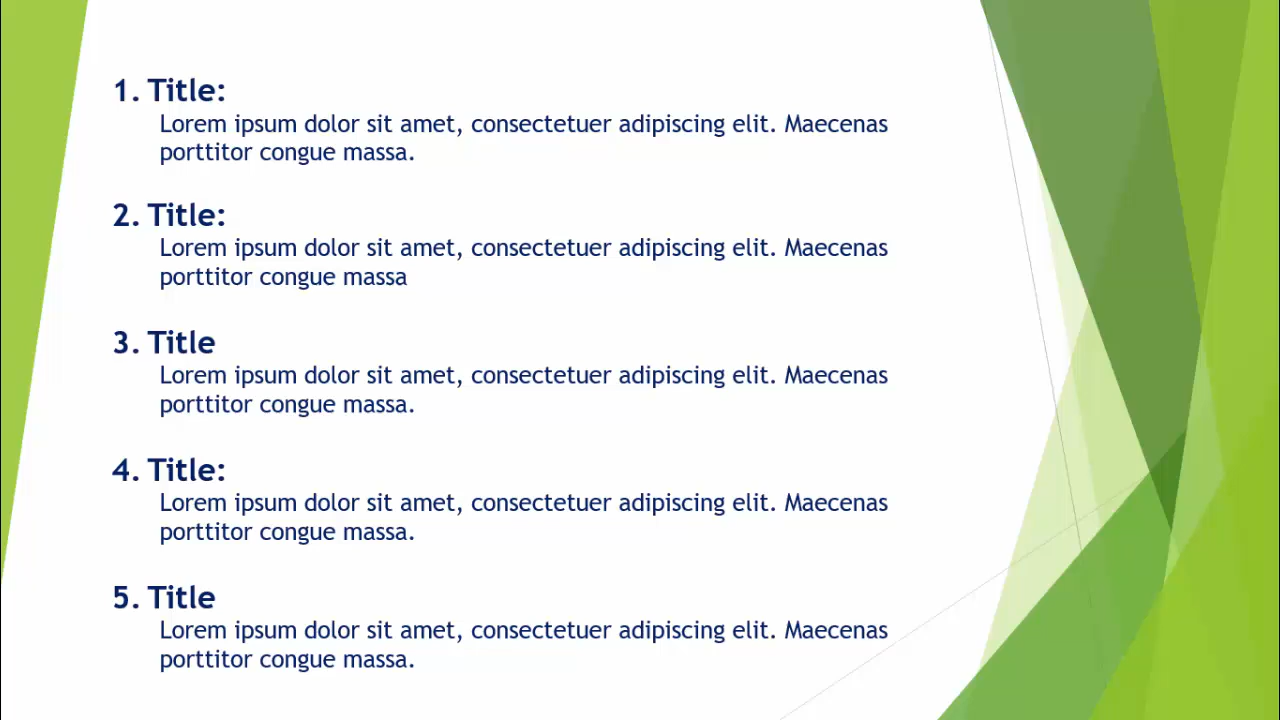 1. Title:
Lorem ipsum dolor sit amet, consectetuer adipiscing elit. Maecenas
porttitor congue massa.
2. Title:
Lorem ipsum dolor sit amet, consectetuer adipiscing elit. Maecenas
porttitor congue massa
3. Title
Lorem ipsum dolor sit amet, consectetuer adipiscing elit. Maecenas
porttitor congue massa.
4. Title:
Lorem ipsum dolor sit amet, consectetuer adipiscing elit. Maecenas
porttitor congue massa.
5. Title
Lorem ipsum dolor sit amet, consectetuer adipiscing elit. Maecenas
porttitor congue massa.